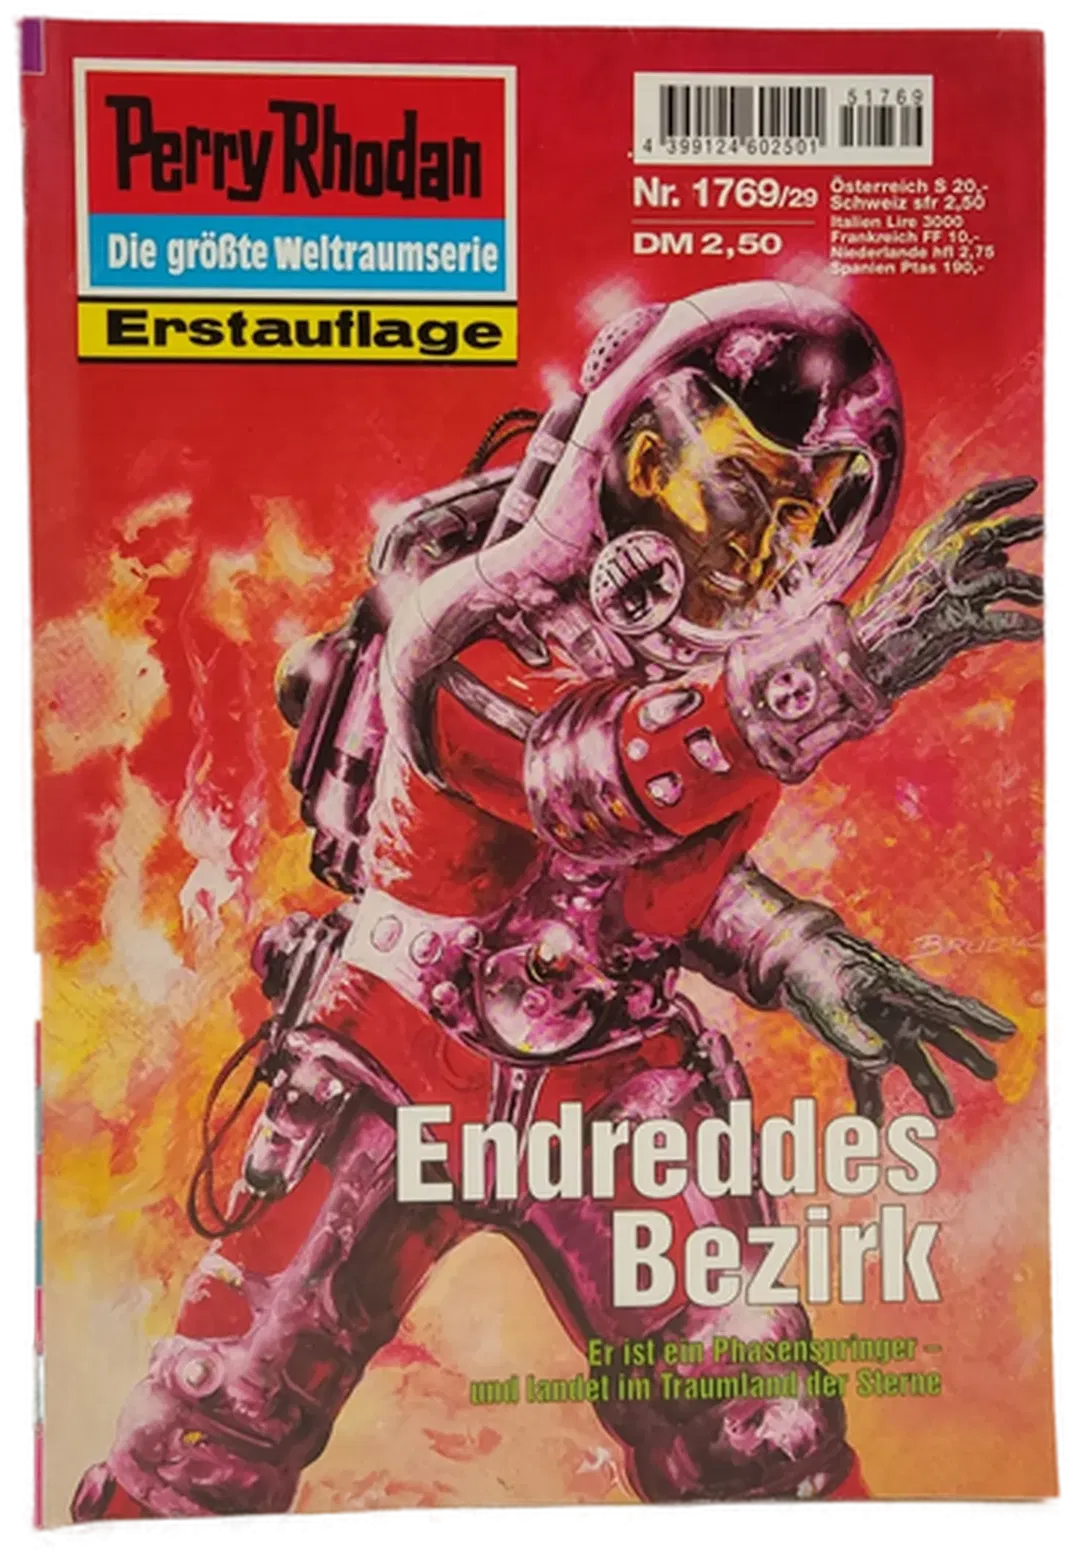 Perry Rhodan
Die größte Weltraumserie
Erstauflage
51769
4 399124 602501
Nr. 1769/29
DM 2,50
Österreich S 20,-
Schweiz sfr 2,50
Italien Lire 3000
Frankreich FF 10,-
Niederlande hfl 2,75
Spanien Ptas 190,-
BRUCK
Endreddes
Bezirk
Er ist ein Phasenspringer –
und landet im Traumland der Sterne